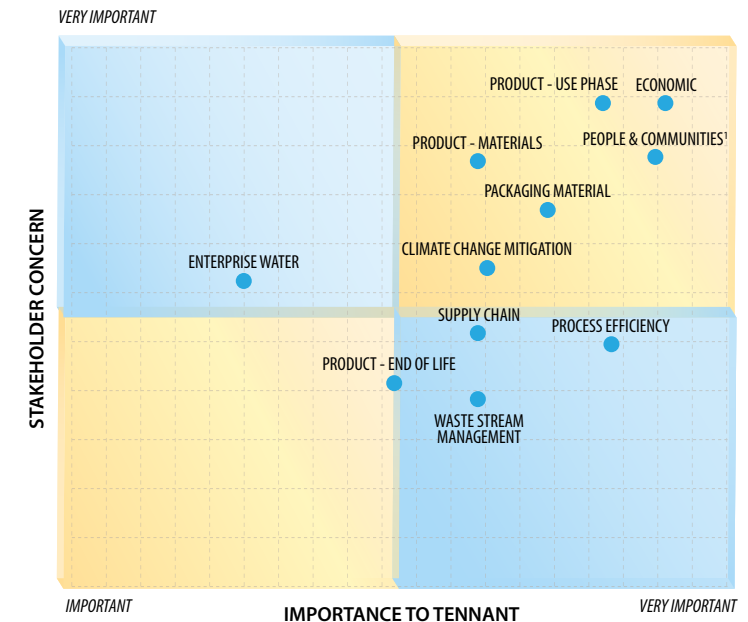 VERY IMPORTANT
PRODUCT - USE PHASE
ECONOMIC
PRODUCT - MATERIALS
PEOPLE & COMMUNITIES¹
PACKAGING MATERIAL
CLIMATE CHANGE MITIGATION
ENTERPRISE WATER
STAKEHOLDER CONCERN
SUPPLY CHAIN
PROCESS EFFICIENCY
PRODUCT - END OF LIFE
WASTE STREAM
MANAGEMENT
IMPORTANT
IMPORTANCE TO TENNANT
VERY IMPORTANT